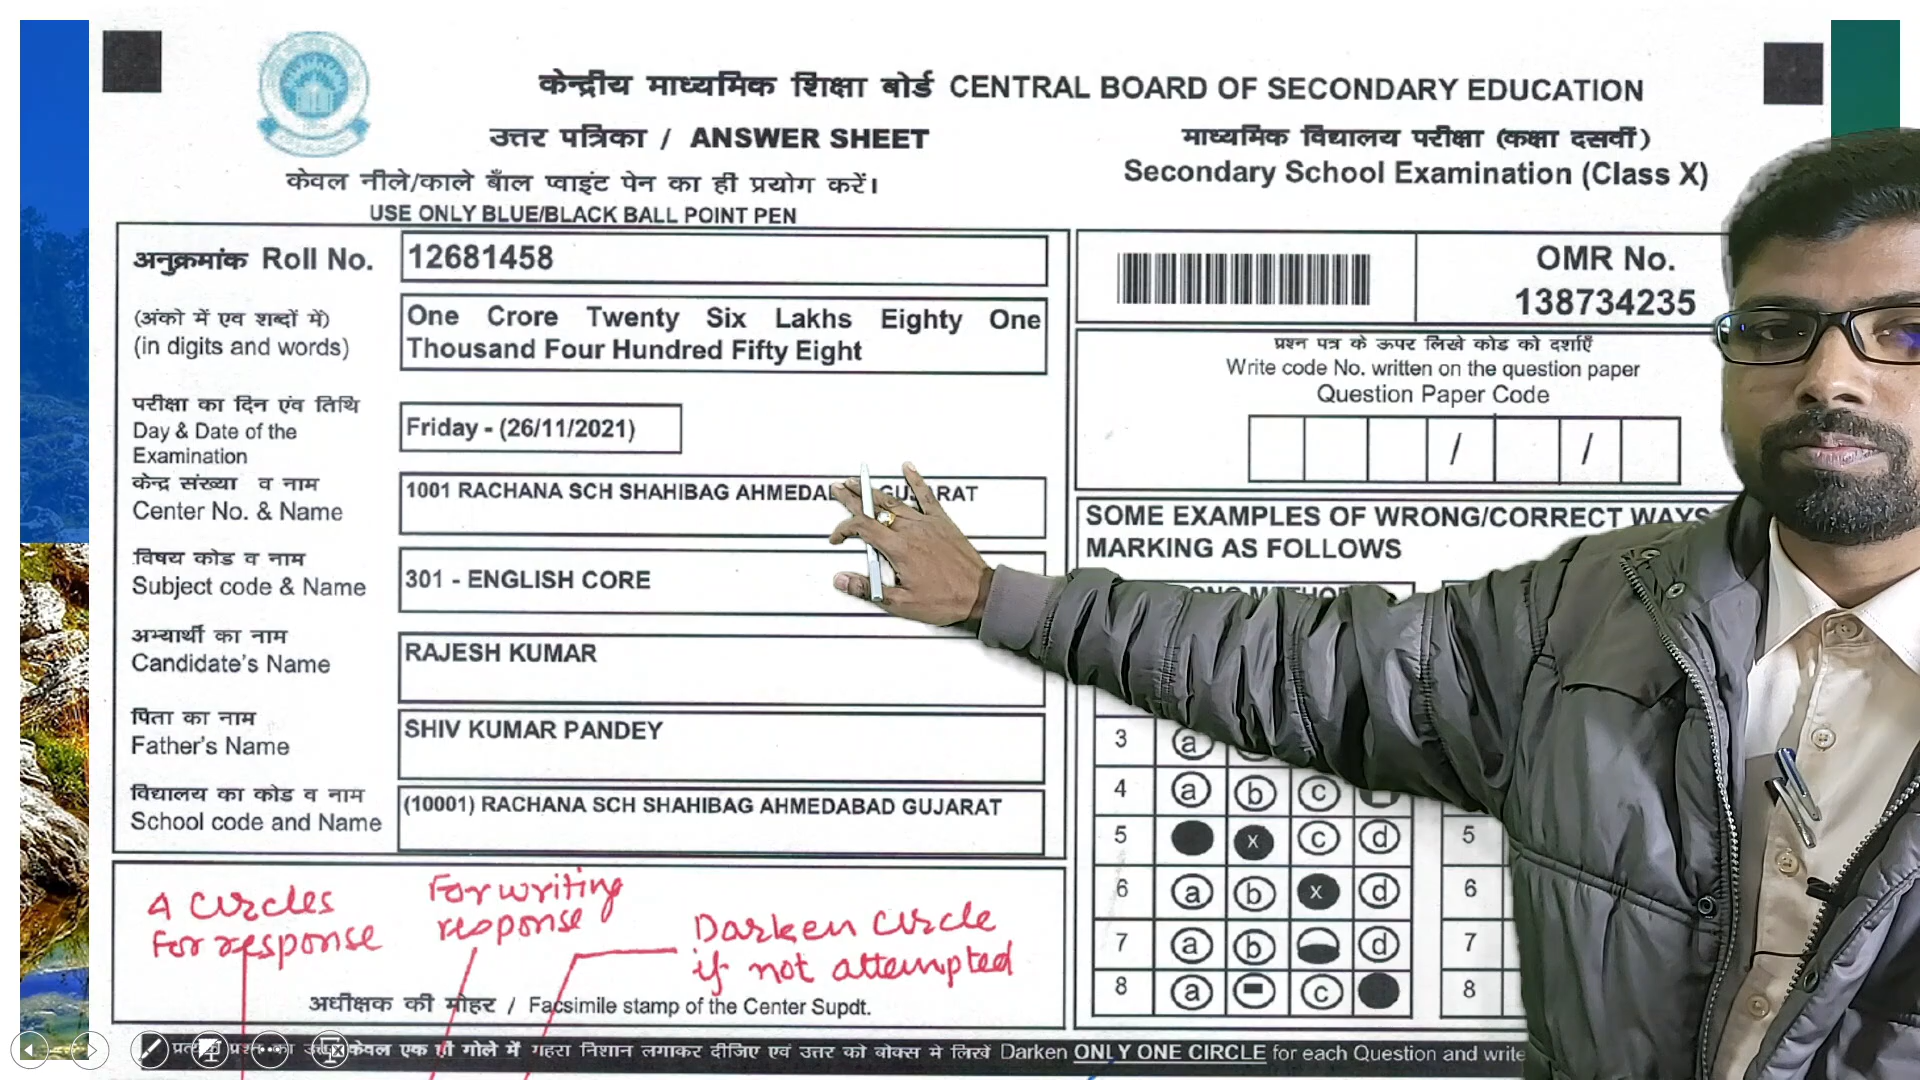 केन्द्रीय माध्यमिक शिक्षा बोर्ड CENTRAL BOARD OF SECONDARY EDUCATION
उत्तर पत्रिका / ANSWER SHEET
माध्यमिक विद्यालय परीक्षा (कक्षा दसवीं)
Secondary School Examination (Class X)
केवल नीले/काले बॉल प्वाइंट पेन का ही प्रयोग करें।
USE ONLY BLUE/BLACK BALL POINT PEN
अनुक्रमांक Roll No.
12681458
(अंको में एव शब्दों में)
(in digits and words)
One Crore Twenty Six Lakhs Eighty One
Thousand Four Hundred Fifty Eight
परीक्षा का दिन एंव तिथि
Day & Date of the
Examination
Friday - (26/11/2021)
केन्द्र संख्या व नाम
Center No. & Name
1001 RACHANA SCH SHAHIBAG
विषय कोड व नाम
Subject code & Name
301 - ENGLISH CORE
अभ्यार्थी का नाम
Candidate's Name
RAJESH KUMAR
पिता का नाम
Father's Name
SHIV KUMAR PANDEY
विद्यालय का कोड व नाम
School code and Name
(10001) RACHANA SCH SHAHIBAG AHMEDABAD GUJARAT
4 circles
for response
For writing
response
Darken circle
if not attempted
अधीक्षक की मोहर / Facsimile stamp of the Center Supdt.
OMR No.
138734235
प्रश्न पत्र के ऊपर लिखे कोड को दर्शाएँ
Write code No. written on the question paper
Question Paper Code
/ /
SOME EXAMPLES OF WRONG/CORRECT WAYS
MARKING AS FOLLOWS
3 a
4 a b c
5 x c d 5
6 a b x d 6
7 a b d 7
8 a c 8
केवल एक ही गोले में गहरा निशान लगाकर दीजिए एवं उत्तर को बोक्स मे लिखें Darken ONLY ONE CIRCLE for each Question and write